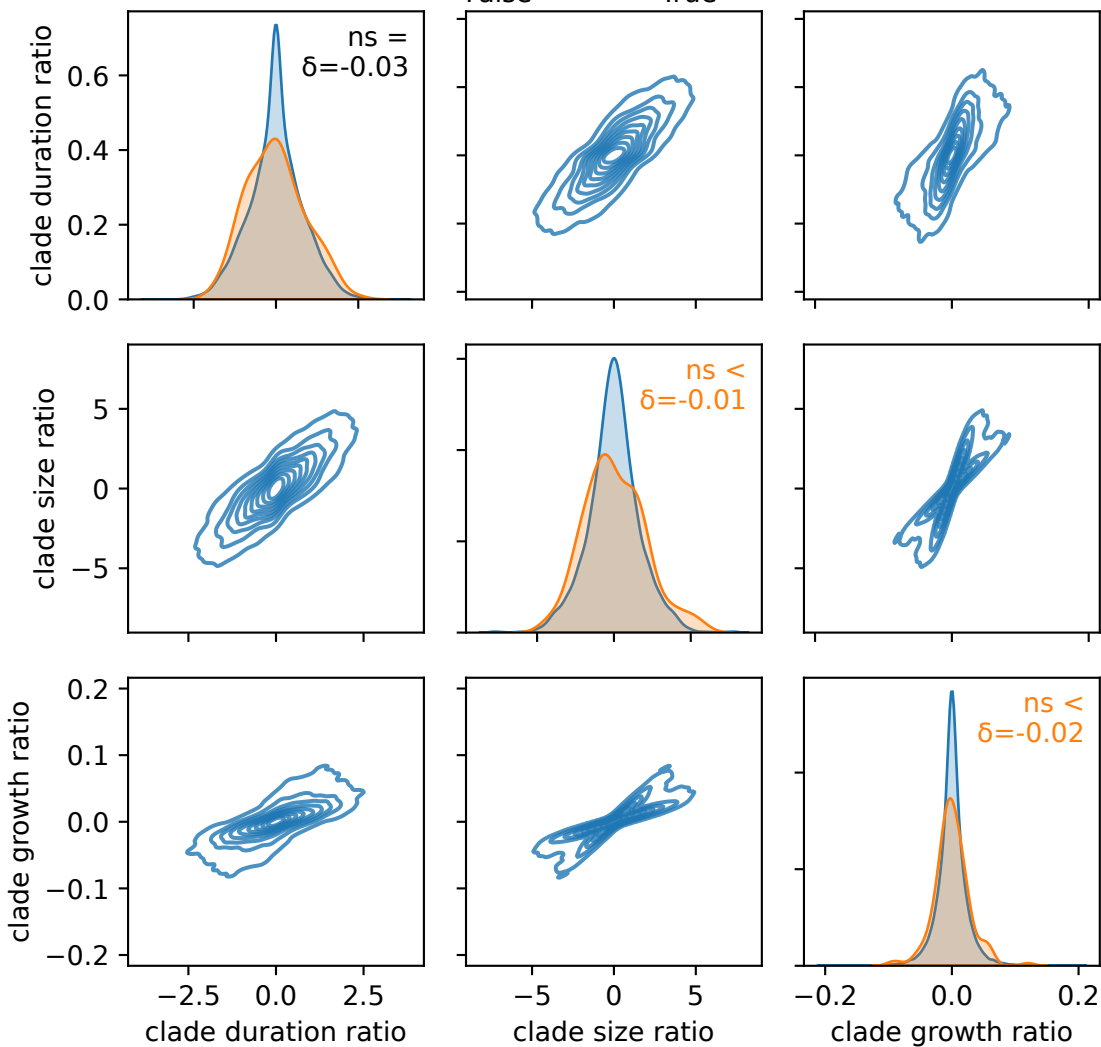 clade duration ratio
0.6
0.4
0.2
0.0
ns =
δ=-0.03
clade size ratio
5
0
−5
ns <
δ=-0.01
clade growth ratio
0.2
0.1
0.0
−0.1
−0.2
ns <
δ=-0.02
−2.5
0.0
2.5
clade duration ratio
−5
0
5
clade size ratio
−0.2
0.0
0.2
clade growth ratio